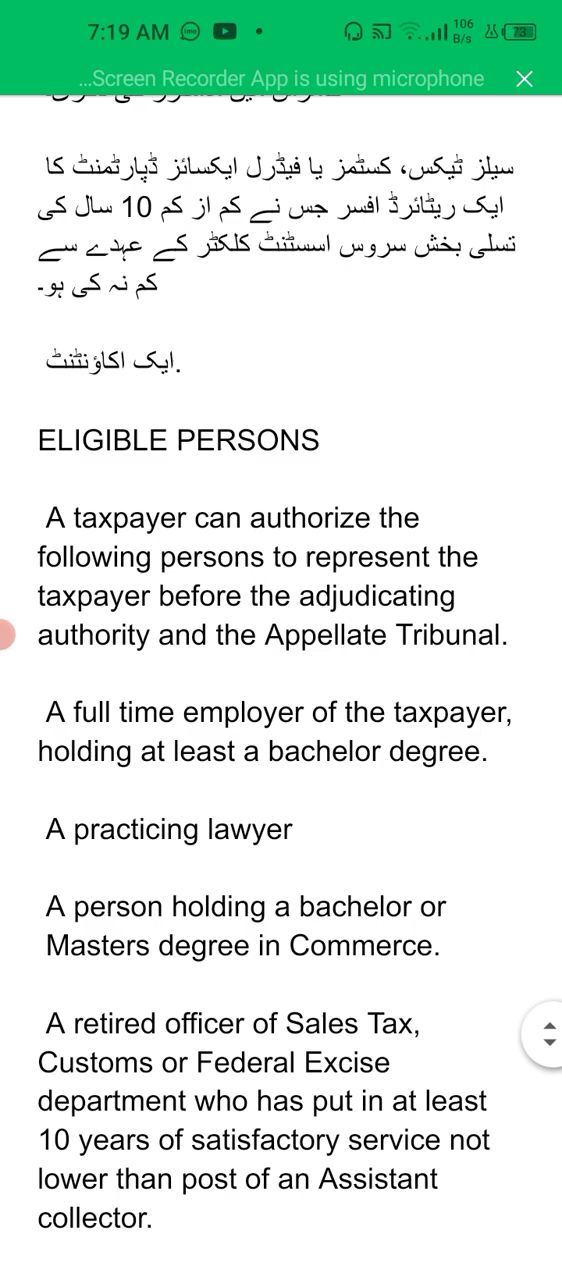 7:19 AM imo
106 B/s 73
...Screen Recorder App is using microphone
سیلز ٹیکس، کسٹمز یا فیڈرل ایکسائز ڈپارٹمنٹ کا
ایک ریٹائرڈ افسر جس نے کم از کم 10 سال کی
تسلی بخش سروس اسسٹنٹ کلکٹر کے عہدے سے
کم نہ کی ہو۔
ایک اکاؤنٹنٹ.
ELIGIBLE PERSONS
A taxpayer can authorize the
following persons to represent the
taxpayer before the adjudicating
authority and the Appellate Tribunal.
A full time employer of the taxpayer,
holding at least a bachelor degree.
A practicing lawyer
A person holding a bachelor or
Masters degree in Commerce.
A retired officer of Sales Tax,
Customs or Federal Excise
department who has put in at least
10 years of satisfactory service not
lower than post of an Assistant
collector.